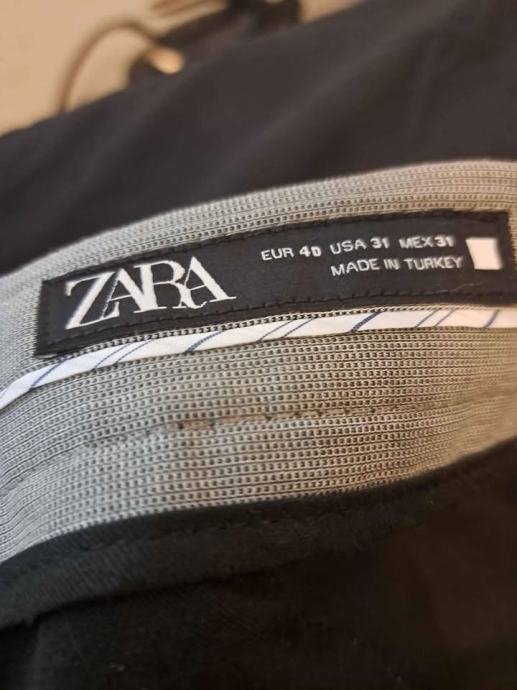 ZARA
EUR 40 USA 31 MEX 31
MADE IN TURKEY